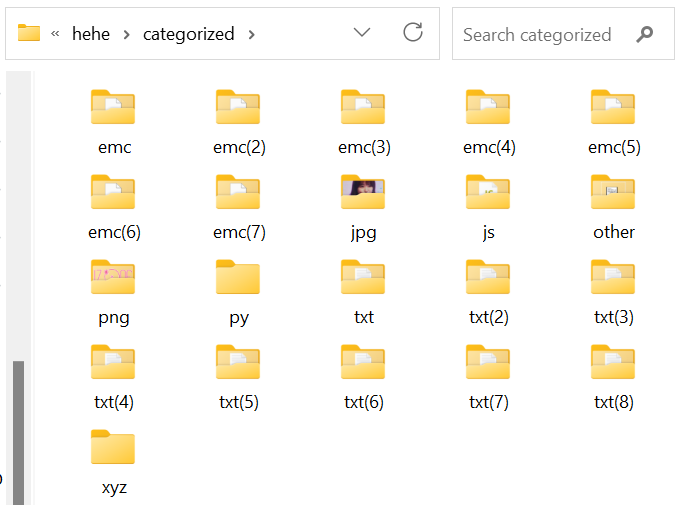 « hehe > categorized >
Search categorized
emc emc(2) emc(3) emc(4) emc(5)
emc(6) emc(7) jpg js other
png py txt txt(2) txt(3)
txt(4) txt(5) txt(6) txt(7) txt(8)
xyz